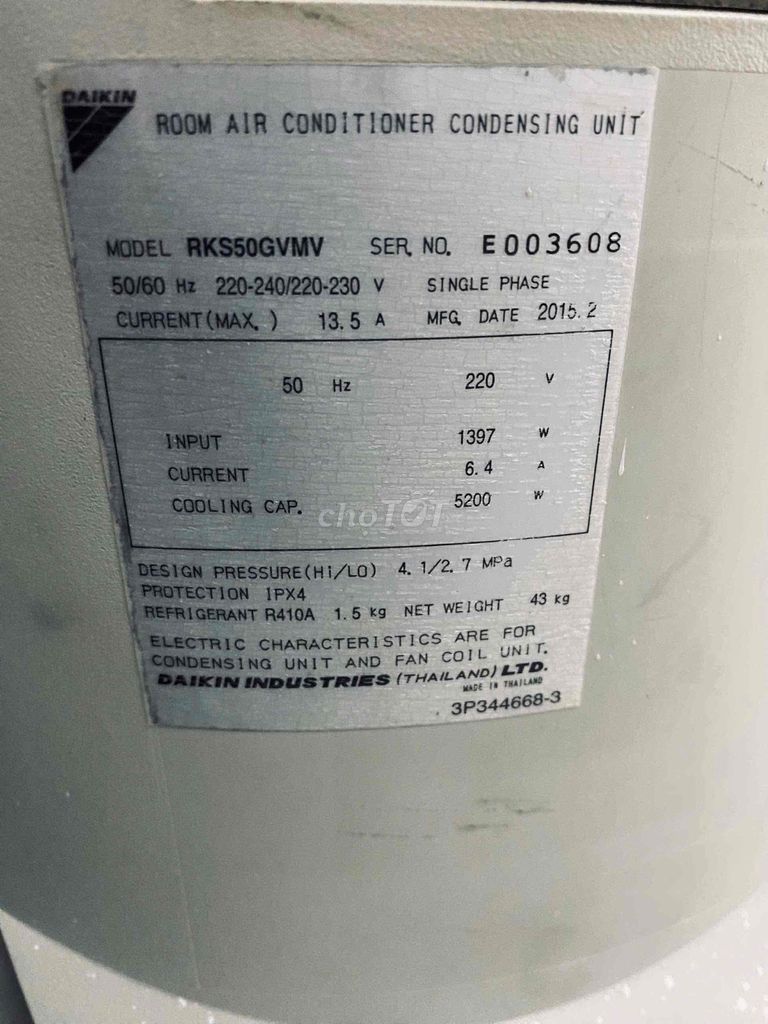 DAIKIN
ROOM AIR CONDITIONER CONDENSING UNIT
MODEL RKS50GVMV SER. NO. E003608
50/60 Hz 220-240/220-230 V SINGLE PHASE
CURRENT(MAX.) 13.5 A MFG. DATE 2015.2
50 Hz 220 V
INPUT 1397 W
CURRENT 6.4 A
COOLING CAP. 5200 W
choTỐT
DESIGN PRESSURE(Hi/LO) 4.1/2.7 MPa
PROTECTION IPX4
REFRIGERANT R410A 1.5 kg NET WEIGHT 43 kg
ELECTRIC CHARACTERISTICS ARE FOR
CONDENSING UNIT AND FAN COIL UNIT.
DAIKIN INDUSTRIES (THAILAND) LTD.
MADE IN THAILAND
3P344668-3